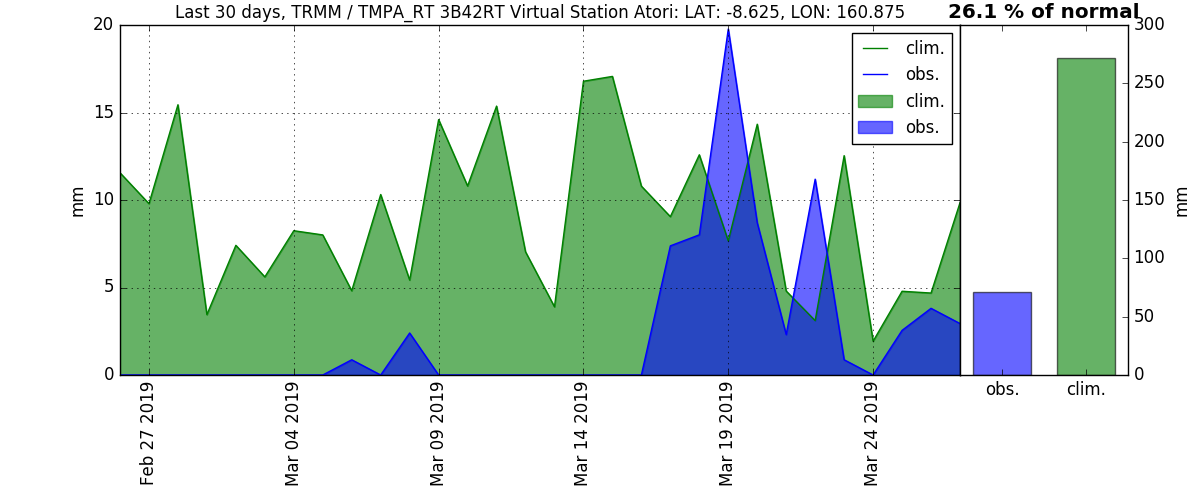 Last 30 days, TRMM / TMPA_RT 3B42RT Virtual Station Atori: LAT: -8.625, LON: 160.875
26.1 % of normal
20
15
10
5
0
mm
clim.
obs.
clim.
obs.
300
250
200
150
100
50
0
mm
Feb 27 2019
Mar 04 2019
Mar 09 2019
Mar 14 2019
Mar 19 2019
Mar 24 2019
obs.
clim.